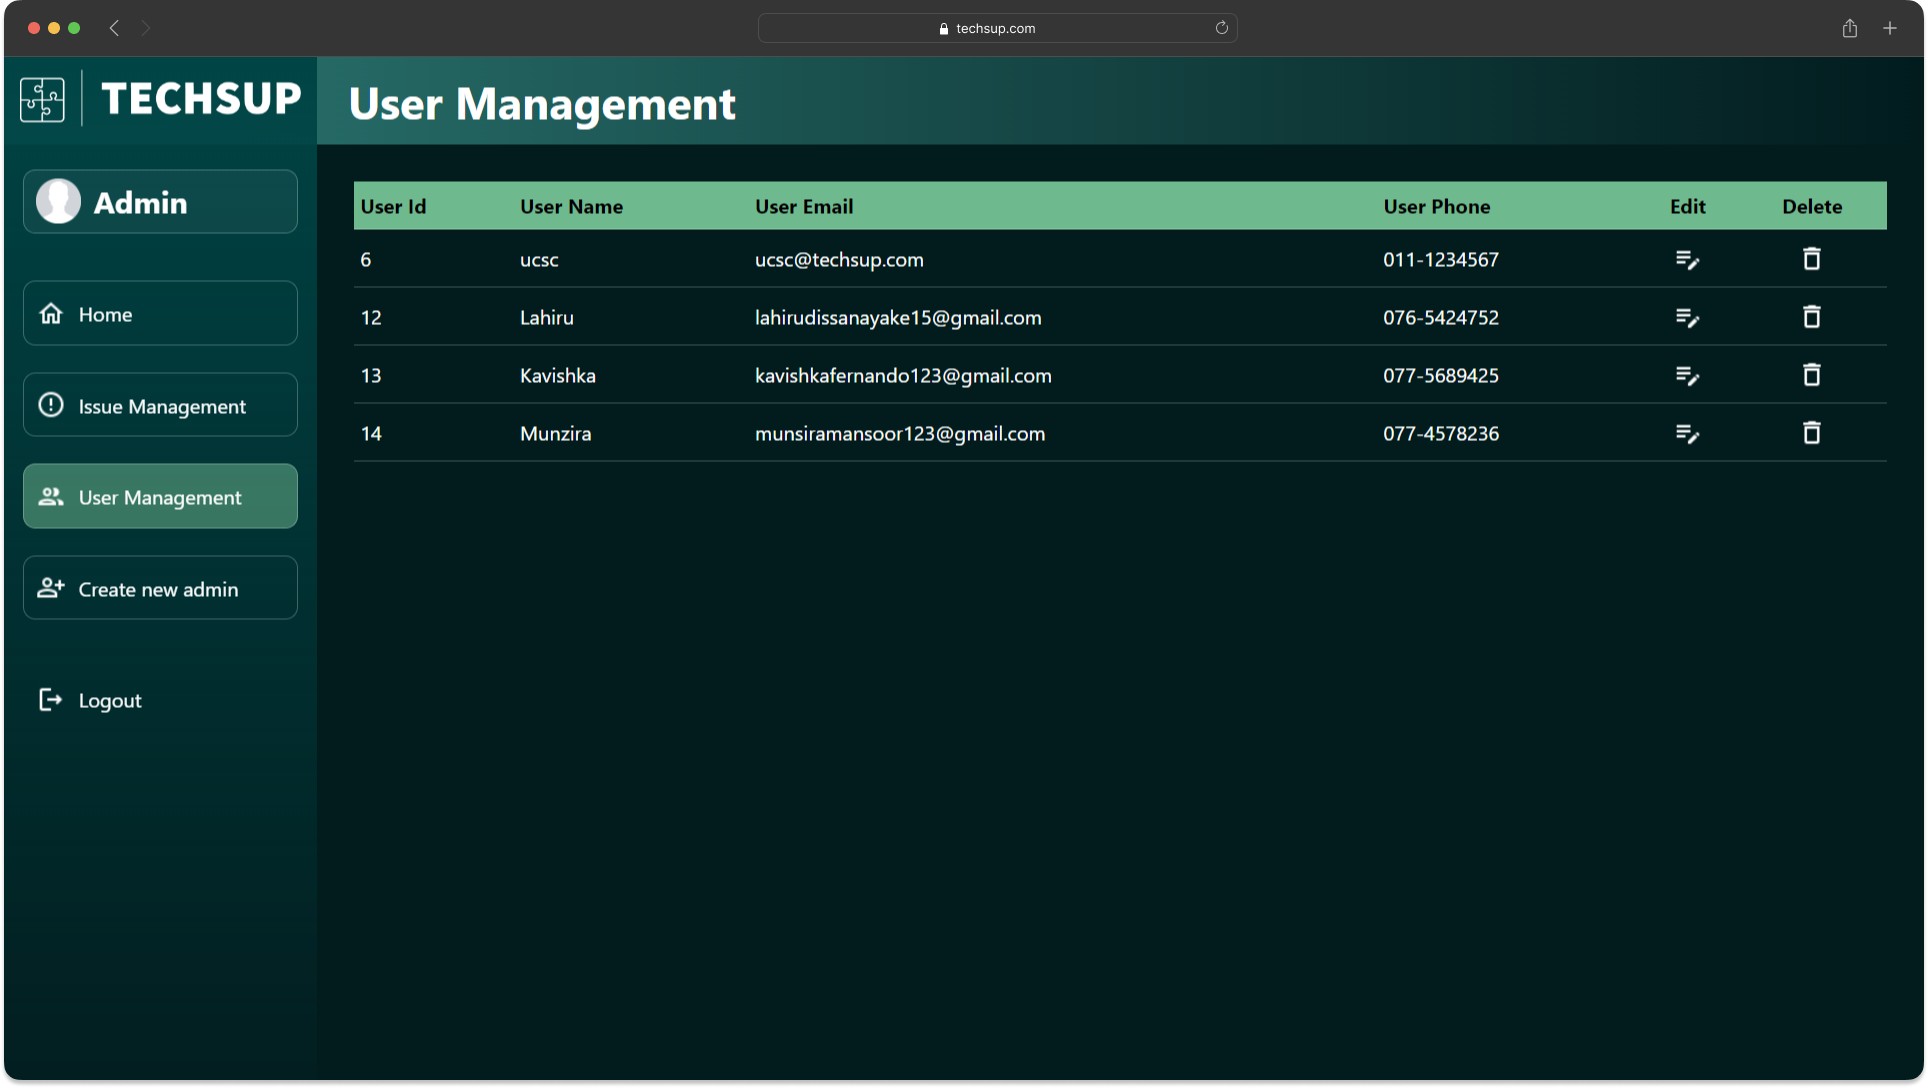 techsup.com
TECHSUP
User Management
Admin
Home
Issue Management
User Management
Create new admin
Logout
User Id User Name User Email User Phone Edit Delete
6 ucsc ucsc@techsup.com 011-1234567
12 Lahiru lahirudissanayake15@gmail.com 076-5424752
13 Kavishka kavishkafernando123@gmail.com 077-5689425
14 Munzira munsiramansoor123@gmail.com 077-4578236